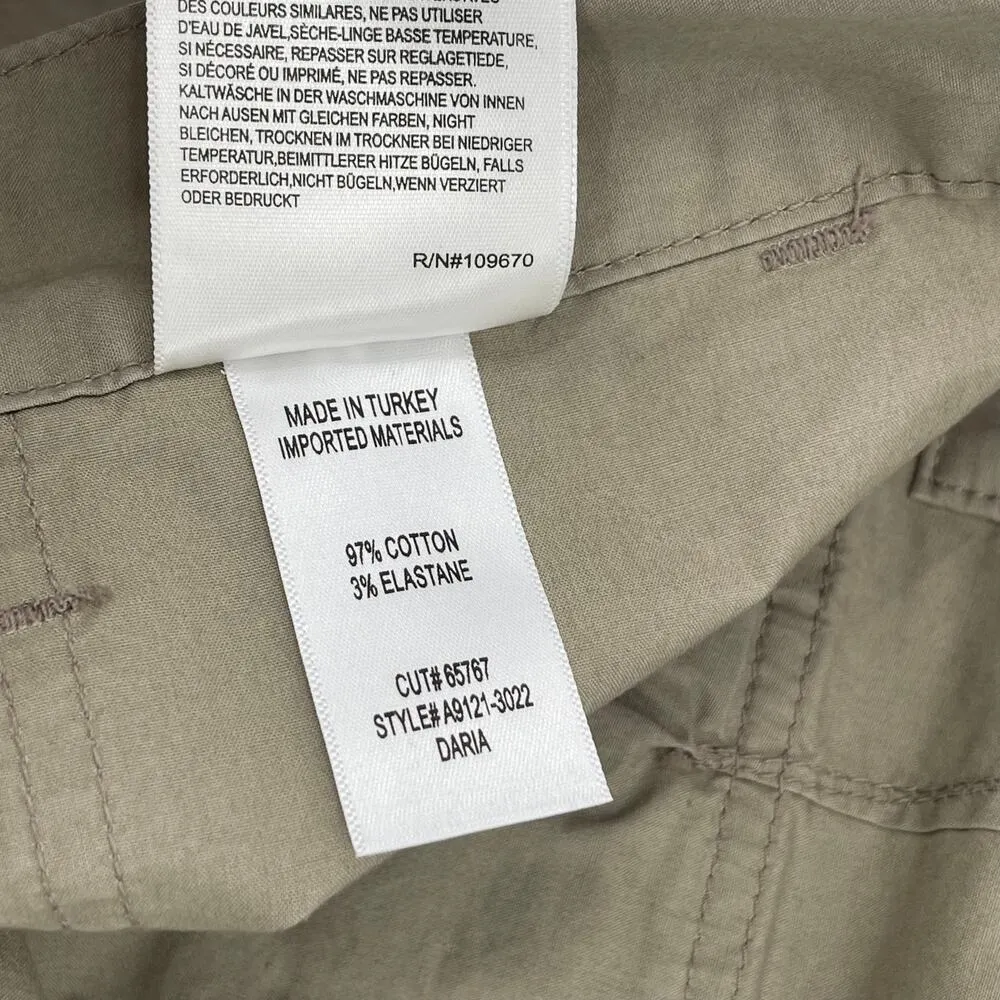 DES COULEURS SIMILAIRES, NE PAS UTILISER
D'EAU DE JAVEL,SÈCHE-LINGE BASSE TEMPERATURE,
SI NÉCESSAIRE, REPASSER SUR REGLAGETIEDE,
SI DÉCORÉ OU IMPRIMÉ, NE PAS REPASSER.
KALTWÄSCHE IN DER WASCHMASCHINE VON INNEN
NACH AUSEN MIT GLEICHEN FARBEN, NIGHT
BLEICHEN, TROCKNEN IM TROCKNER BEI NIEDRIGER
TEMPERATUR,BEIMITTLERER HITZE BÜGELN, FALLS
ERFORDERLICH,NICHT BÜGELN,WENN VERZIERT
ODER BEDRUCKT
R/N#109670
MADE IN TURKEY
IMPORTED MATERIALS
97% COTTON
3% ELASTANE
CUT# 65767
STYLE# A9121-3022
DARIA